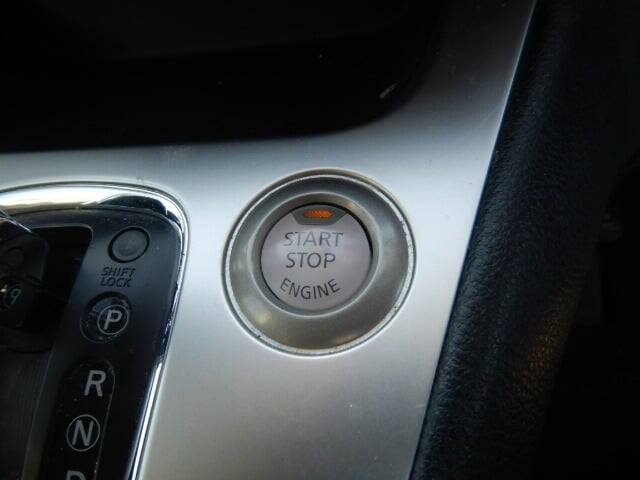 START
STOP
ENGINE
SHIFT
LOCK
P
R
N